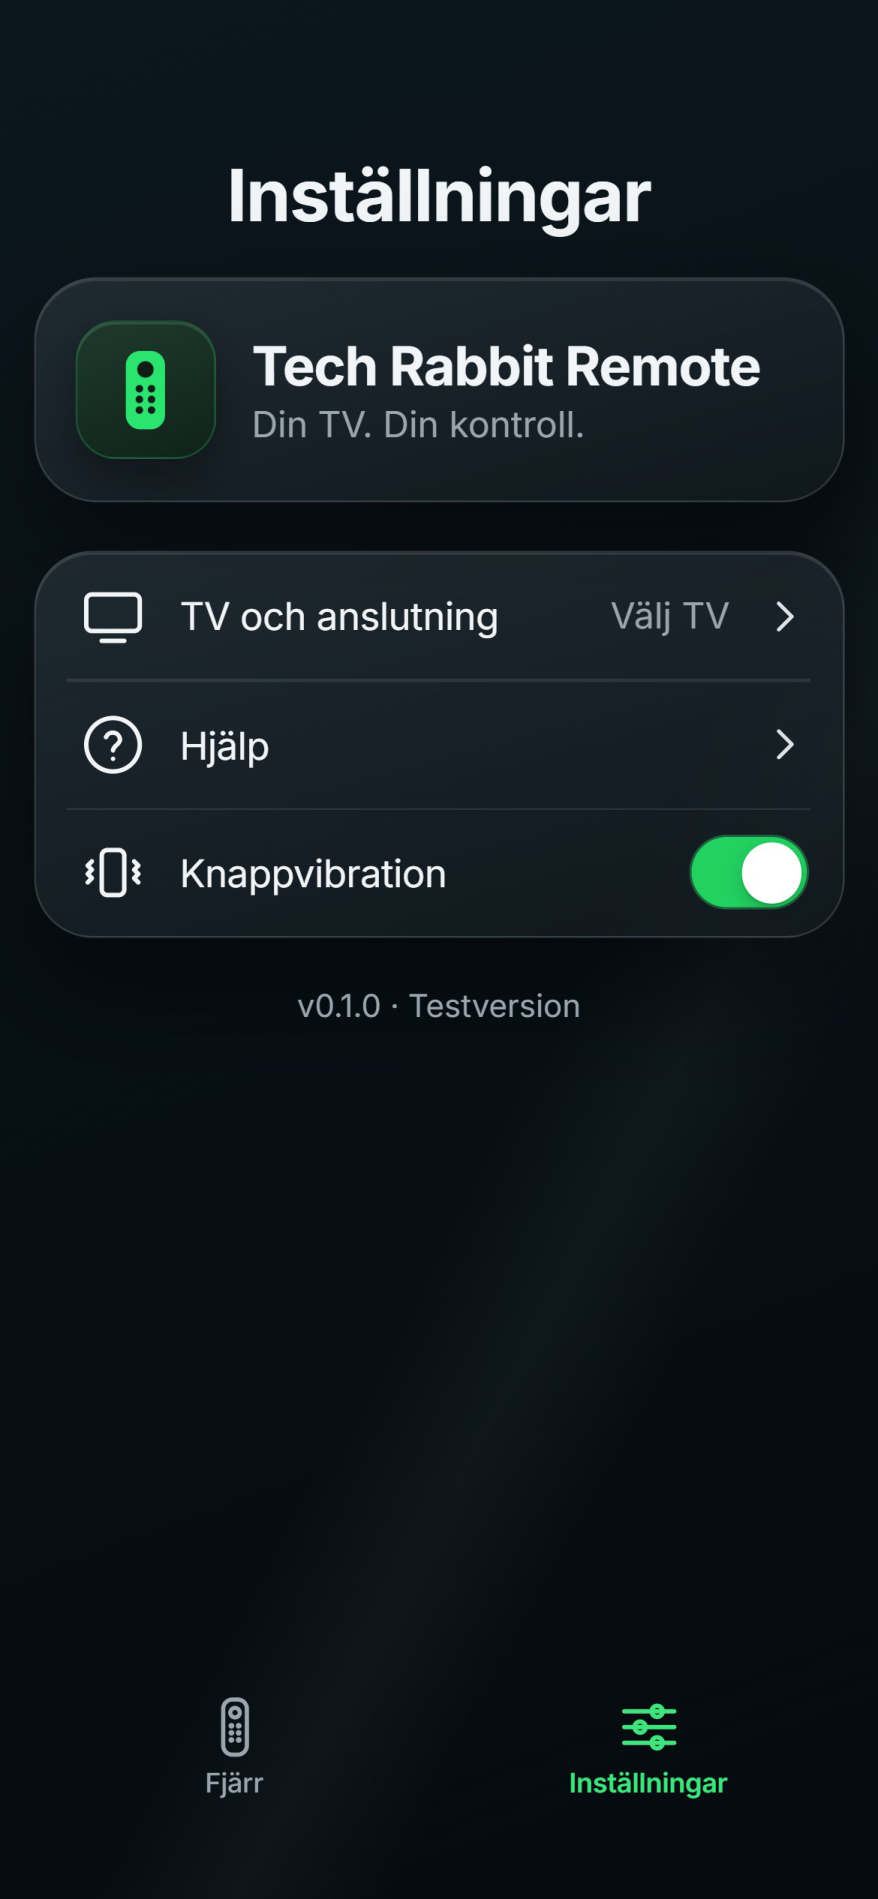 Inställningar
Tech Rabbit Remote
Din TV. Din kontroll.
TV och anslutning Välj TV
Hjälp
Knappvibration
v0.1.0 · Testversion
Fjärr Inställningar